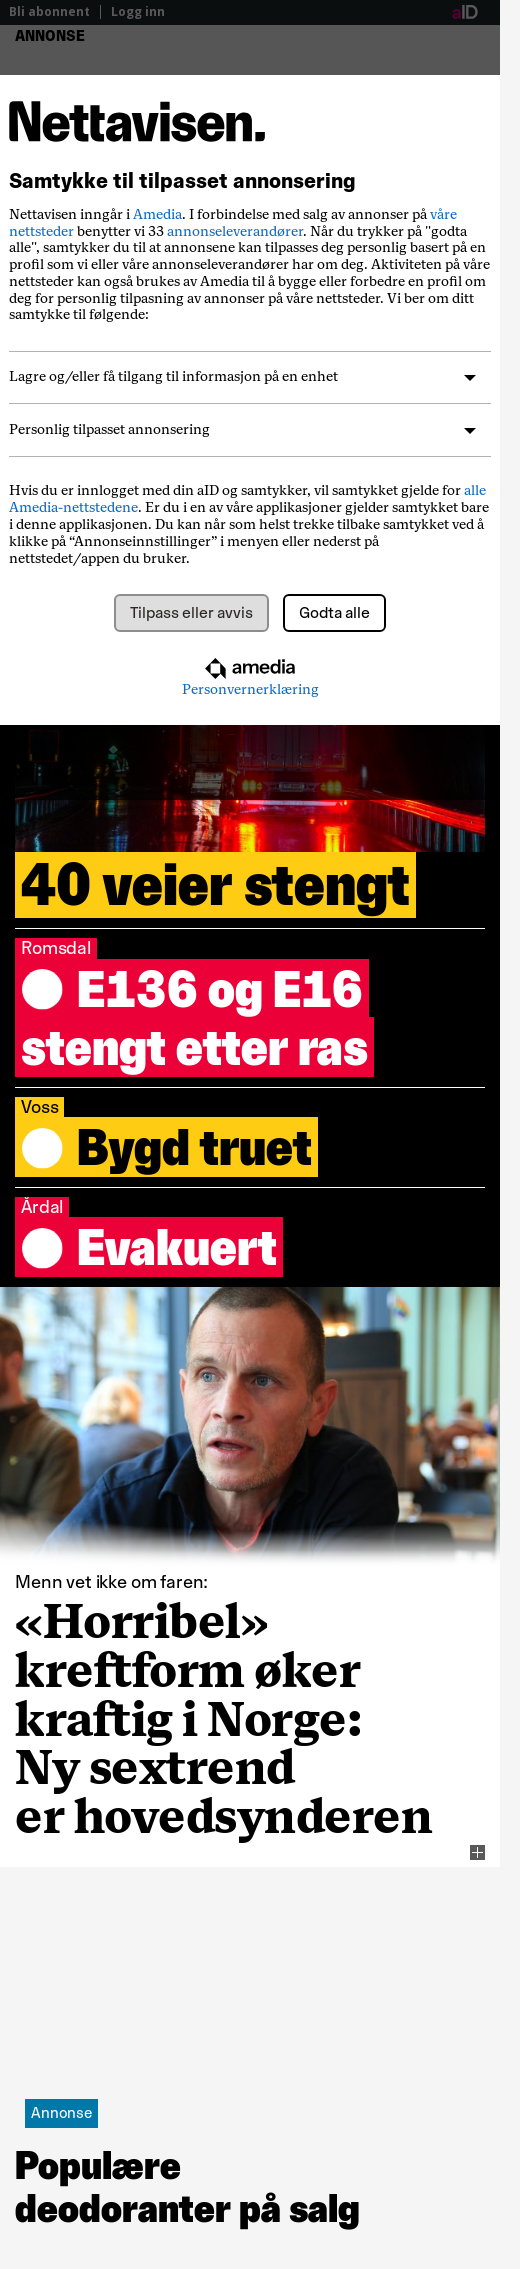 Bli abonnent
Logg inn
aID
ANNONSE
Nettavisen.
Samtykke til tilpasset annonsering
Nettavisen inngår i Amedia. I forbindelse med salg av annonser på våre
nettsteder benytter vi 33 annonseleverandører. Når du trykker på "godta
alle", samtykker du til at annonsene kan tilpasses deg personlig basert på en
profil som vi eller våre annonseleverandører har om deg. Aktiviteten på våre
nettsteder kan også brukes av Amedia til å bygge eller forbedre en profil om
deg for personlig tilpasning av annonser på våre nettsteder. Vi ber om ditt
samtykke til følgende:
Lagre og/eller få tilgang til informasjon på en enhet
Personlig tilpasset annonsering
Hvis du er innlogget med din aID og samtykker, vil samtykket gjelde for alle
Amedia-nettstedene. Er du i en av våre applikasjoner gjelder samtykket bare
i denne applikasjonen. Du kan når som helst trekke tilbake samtykket ved å
klikke på “Annonseinnstillinger” i menyen eller nederst på
nettstedet/appen du bruker.
Tilpass eller avvis
Godta alle
amedia
Personvernerklæring
40 veier stengt
Romsdal
E136 og E16
stengt etter ras
Voss
Bygd truet
Årdal
Evakuert
Menn vet ikke om faren:
«Horribel»
kreftform øker
kraftig i Norge:
Ny sextrend
er hovedsynderen
Annonse
Populære
deodoranter på salg